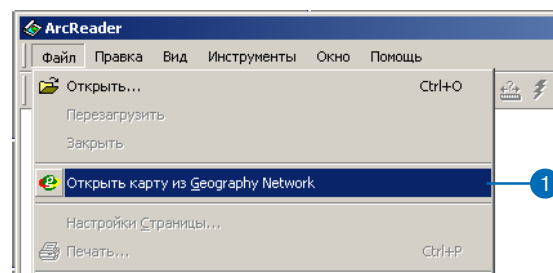 ArcReader
Файл Правка Вид Инструменты Окно Помощь
Открыть... Ctrl+O
Перезагрузить
Закрыть
Открыть карту из Geography Network 1
Настройки Страницы...
Печать... Ctrl+P